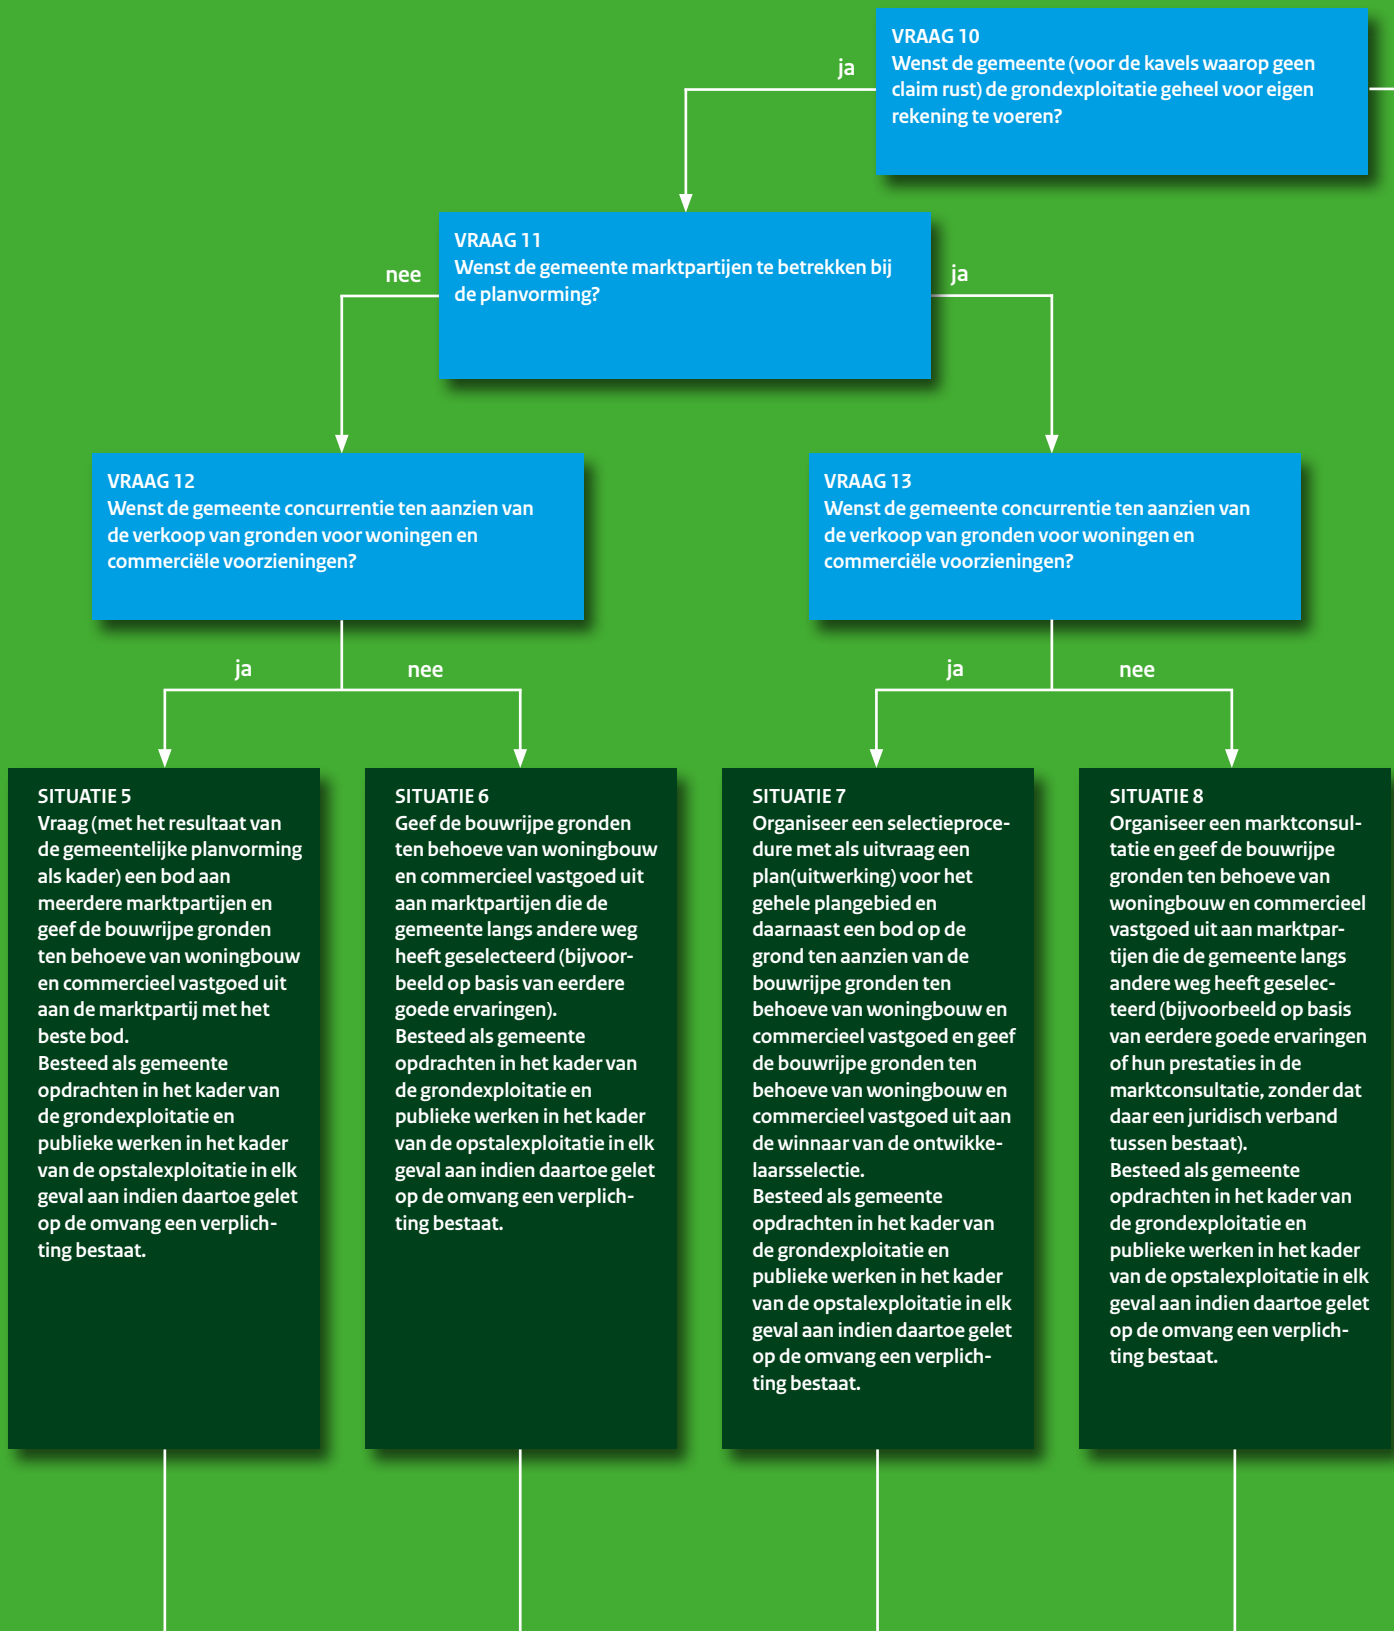 VRAAG 10
Wenst de gemeente (voor de kavels waarop geen
claim rust) de grondexploitatie geheel voor eigen
rekening te voeren?
ja
VRAAG 11
Wenst de gemeente marktpartijen te betrekken bij
de planvorming?
nee
ja
VRAAG 12
Wenst de gemeente concurrentie ten aanzien van
de verkoop van gronden voor woningen en
commerciële voorzieningen?
VRAAG 13
Wenst de gemeente concurrentie ten aanzien van
de verkoop van gronden voor woningen en
commerciële voorzieningen?
ja
nee
ja
nee
SITUATIE 5
Vraag (met het resultaat van
de gemeentelijke planvorming
als kader) een bod aan
meerdere marktpartijen en
geef de bouwrijpe gronden
ten behoeve van woningbouw
en commercieel vastgoed uit
aan de marktpartij met het
beste bod.
Besteed als gemeente
opdrachten in het kader van
de grondexploitatie en
publieke werken in het kader
van de opstalexploitatie in elk
geval aan indien daartoe gelet
op de omvang een verplich-
ting bestaat.
SITUATIE 6
Geef de bouwrijpe gronden
ten behoeve van woningbouw
en commercieel vastgoed uit
aan marktpartijen die de
gemeente langs andere weg
heeft geselecteerd (bijvoor-
beeld op basis van eerdere
goede ervaringen).
Besteed als gemeente
opdrachten in het kader van
de grondexploitatie en
publieke werken in het kader
van de opstalexploitatie in elk
geval aan indien daartoe gelet
op de omvang een verplich-
ting bestaat.
SITUATIE 7
Organiseer een selectieproce-
dure met als uitvraag een
plan(uitwerking) voor het
gehele plangebied en
daarnaast een bod op de
grond ten aanzien van de
bouwrijpe gronden ten
behoeve van woningbouw en
commercieel vastgoed en geef
de bouwrijpe gronden ten
behoeve van woningbouw en
commercieel vastgoed uit aan
de winnaar van de ontwikke-
laarsselectie.
Besteed als gemeente
opdrachten in het kader van
de grondexploitatie en
publieke werken in het kader
van de opstalexploitatie in elk
geval aan indien daartoe gelet
op de omvang een verplich-
ting bestaat.
SITUATIE 8
Organiseer een marktconsul-
tatie en geef de bouwrijpe
gronden ten behoeve van
woningbouw en commercieel
vastgoed uit aan marktpar-
tijen die de gemeente langs
andere weg heeft geselec-
teerd (bijvoorbeeld op basis
van eerdere goede ervaringen
of hun prestaties in de
marktconsultatie, zonder dat
daar een juridisch verband
tussen bestaat).
Besteed als gemeente
opdrachten in het kader van
de grondexploitatie en
publieke werken in het kader
van de opstalexploitatie in elk
geval aan indien daartoe gelet
op de omvang een verplich-
ting bestaat.